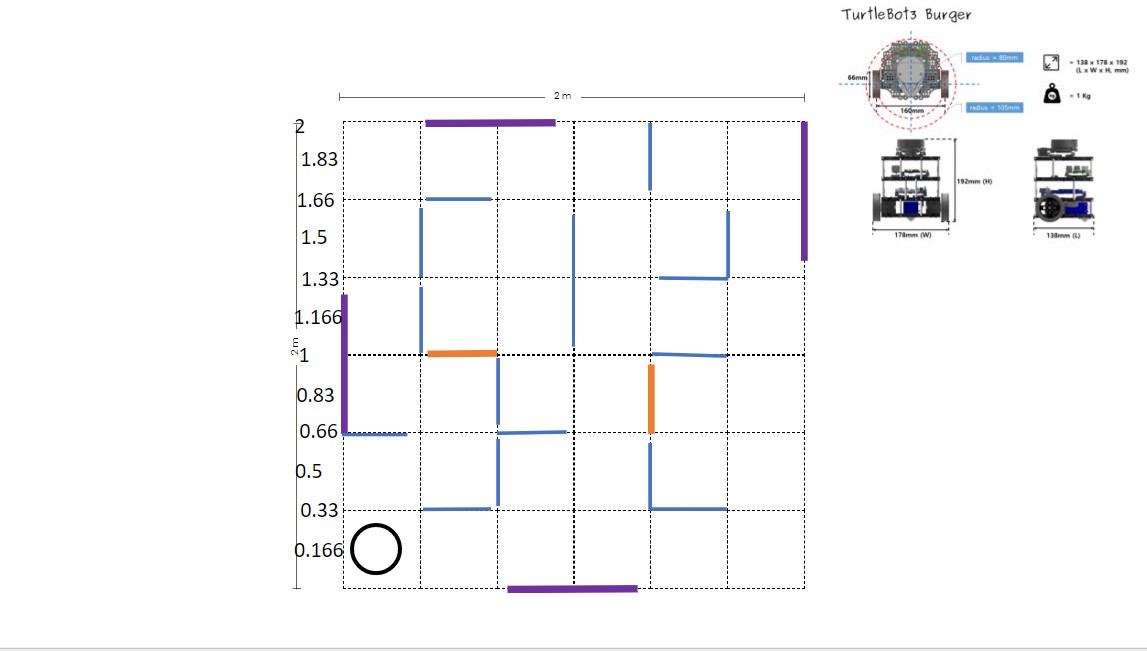 TurtleBot3 Burger
radius = 80mm
66mm
= 138 x 178 x 192
(L x W x H, mm)
= 1 Kg
160mm
radius = 105mm
192mm (H)
178mm (W)
138mm (L)
2 m
2
1.83
1.66
1.5
1.33
1.166
2m
1
0.83
0.66
0.5
0.33
0.166